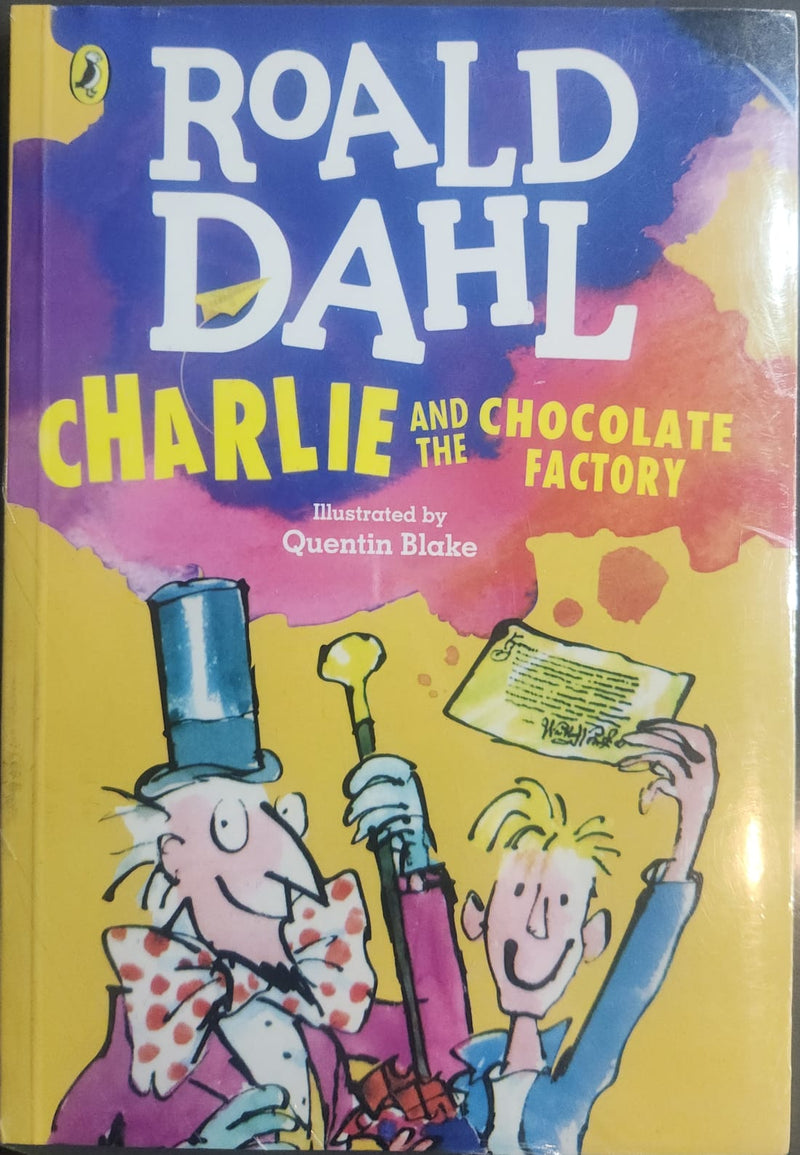 ROALD
DAHL
CHARLIE AND THE CHOCOLATE FACTORY
Illustrated by
Quentin Blake